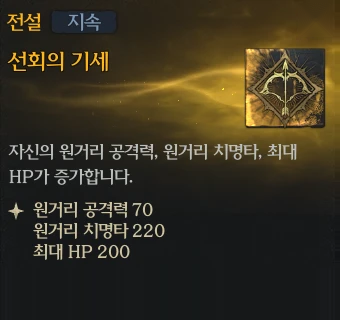 전설 지속
선회의 기세
자신의 원거리 공격력, 원거리 치명타, 최대
HP가 증가합니다.
원거리 공격력 70
원거리 치명타 220
최대 HP 200